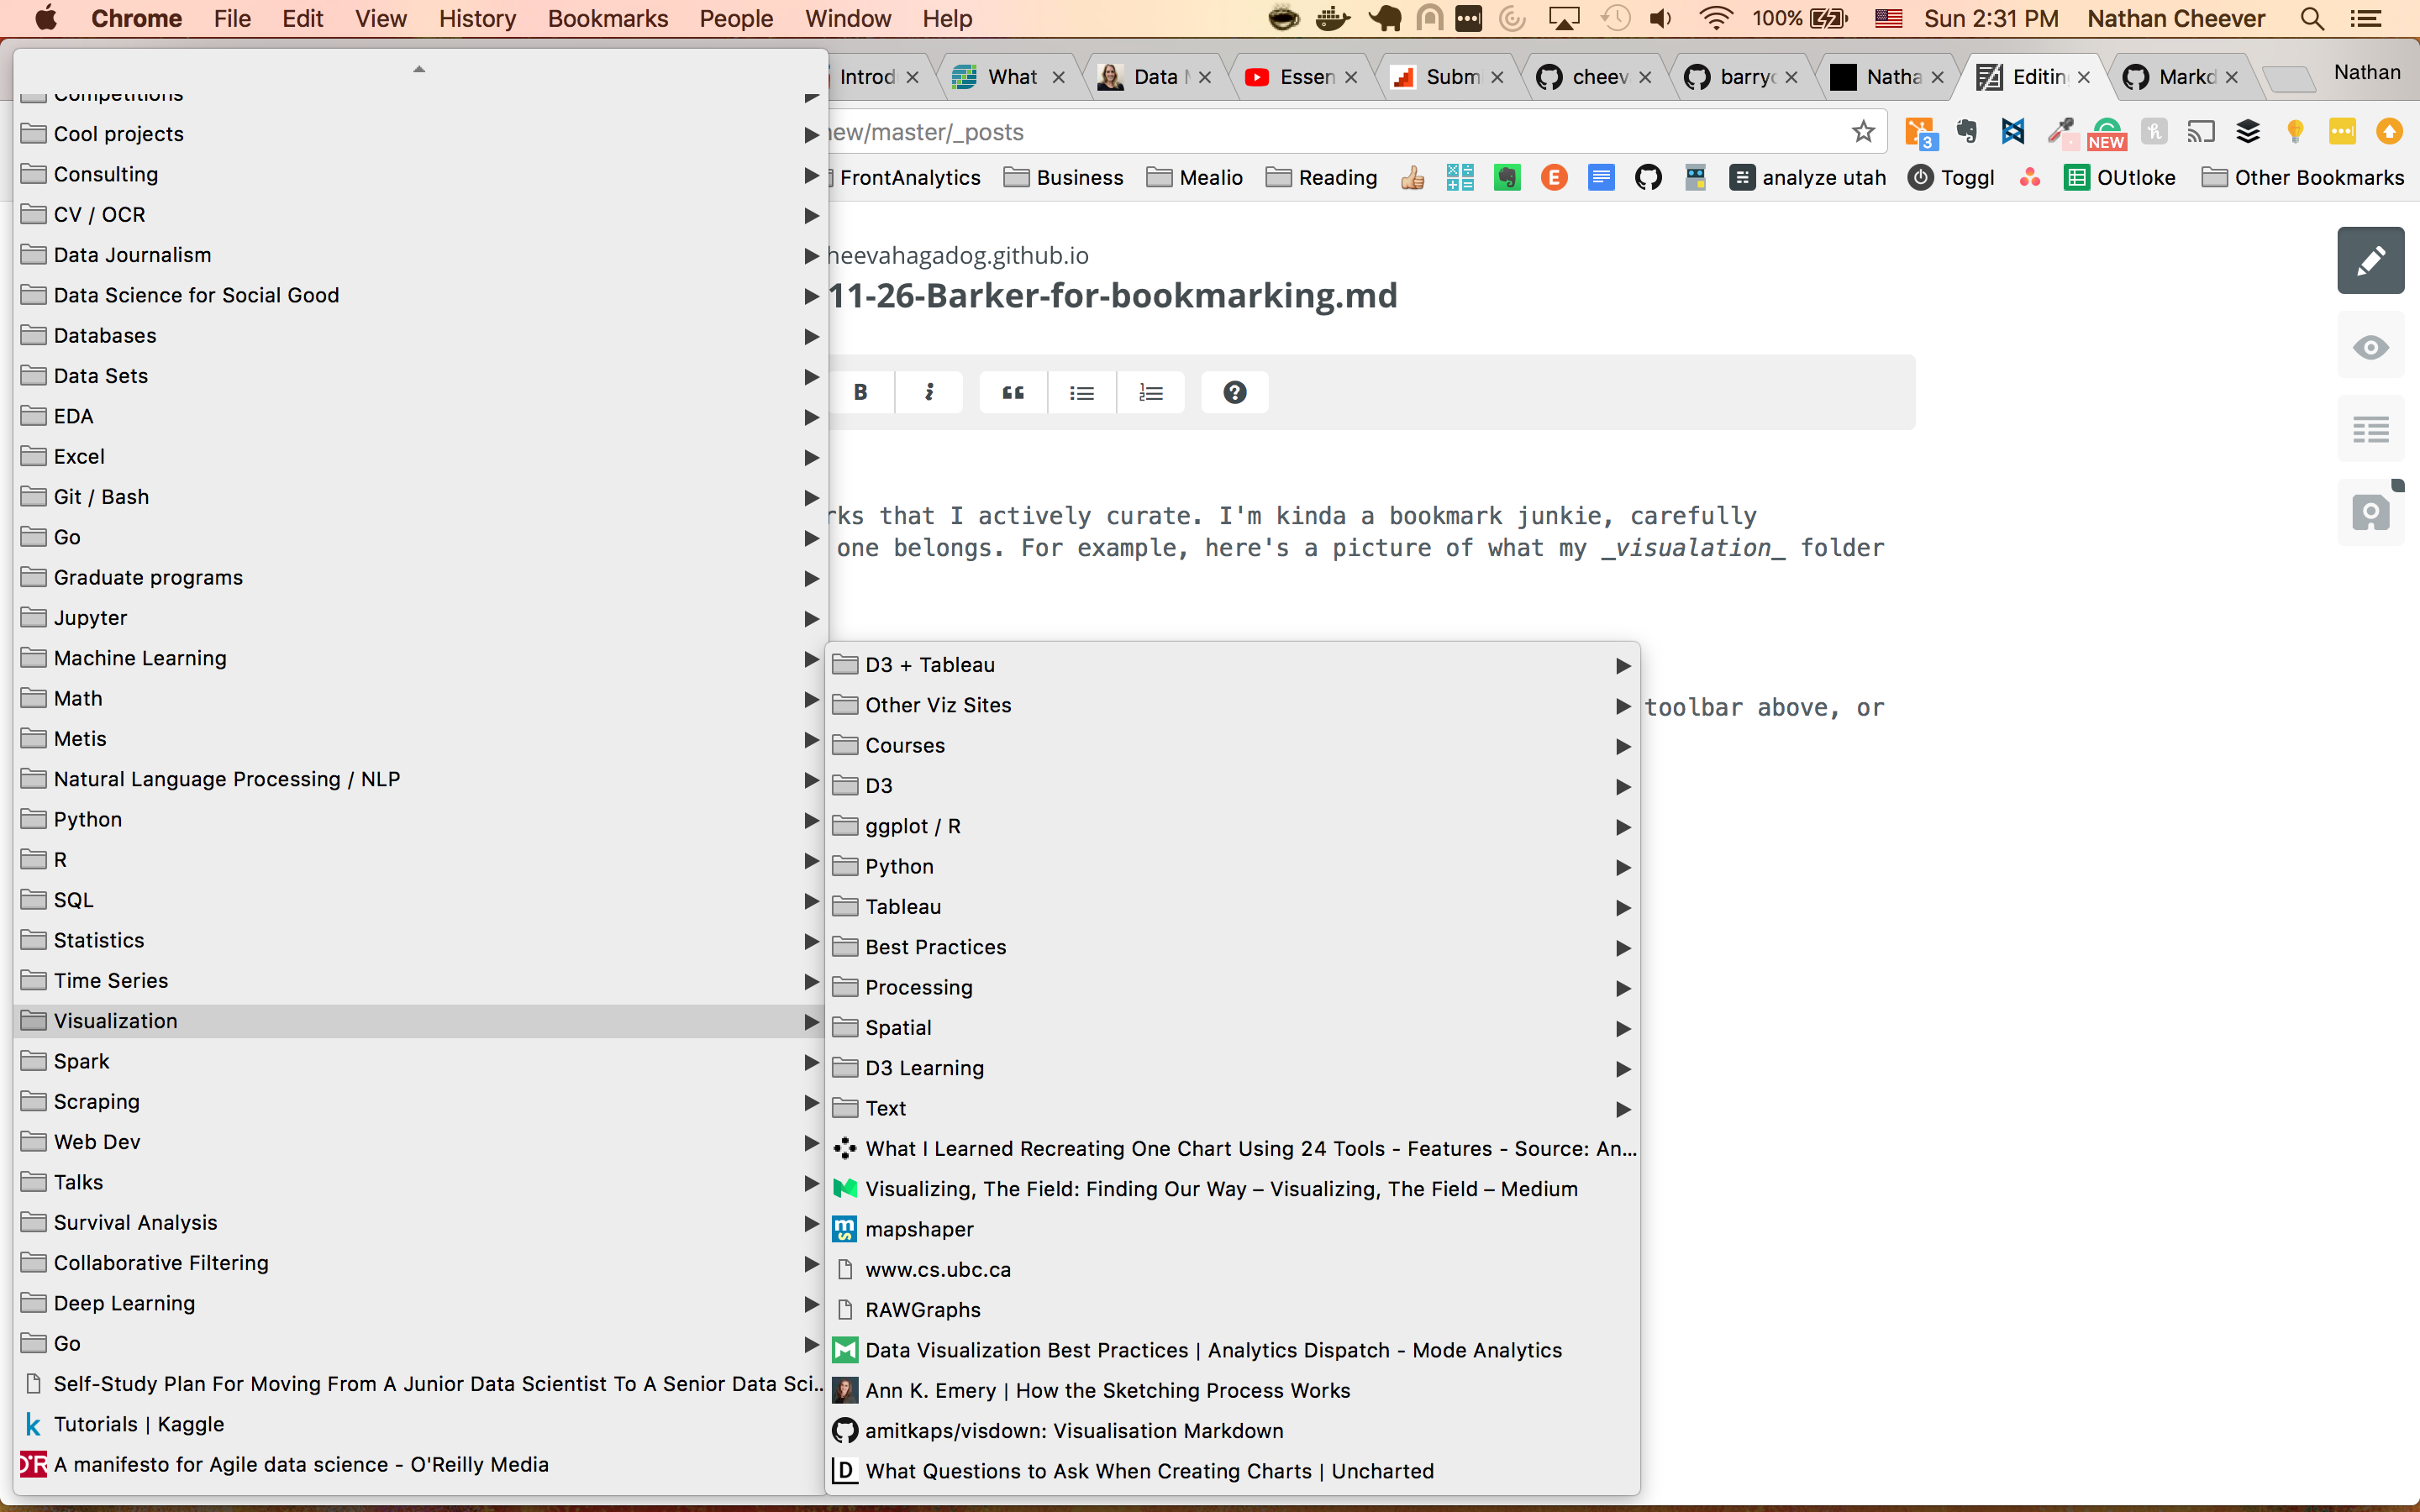 Chrome File Edit View History Bookmarks People Window Help 100% Sun 2:31 PM Nathan Cheever
Introd What Data Essen Subm cheev barryc Natha Editin Markd Nathan
ew/master/_posts
3 NEW
FrontAnalytics Business Mealio Reading analyze utah Toggl OUtloke Other Bookmarks
Competitions
Cool projects
Consulting
CV / OCR
Data Journalism
Data Science for Social Good
Databases
Data Sets
EDA
Excel
Git / Bash
Go
Graduate programs
Jupyter
Machine Learning
Math
Metis
Natural Language Processing / NLP
Python
R
SQL
Statistics
Time Series
Visualization
Spark
Scraping
Web Dev
Talks
Survival Analysis
Collaborative Filtering
Deep Learning
Go
Self-Study Plan For Moving From A Junior Data Scientist To A Senior Data Sci...
k Tutorials | Kaggle
A manifesto for Agile data science - O'Reilly Media
heevahagadog.github.io
11-26-Barker-for-bookmarking.md
B i
rks that I actively curate. I'm kinda a bookmark junkie, carefully
one belongs. For example, here's a picture of what my _visualation_ folder
toolbar above, or
D3 + Tableau
Other Viz Sites
Courses
D3
ggplot / R
Python
Tableau
Best Practices
Processing
Spatial
D3 Learning
Text
What I Learned Recreating One Chart Using 24 Tools - Features - Source: An...
Visualizing, The Field: Finding Our Way – Visualizing, The Field – Medium
ms mapshaper
www.cs.ubc.ca
RAWGraphs
Data Visualization Best Practices | Analytics Dispatch - Mode Analytics
Ann K. Emery | How the Sketching Process Works
amitkaps/visdown: Visualisation Markdown
D What Questions to Ask When Creating Charts | Uncharted